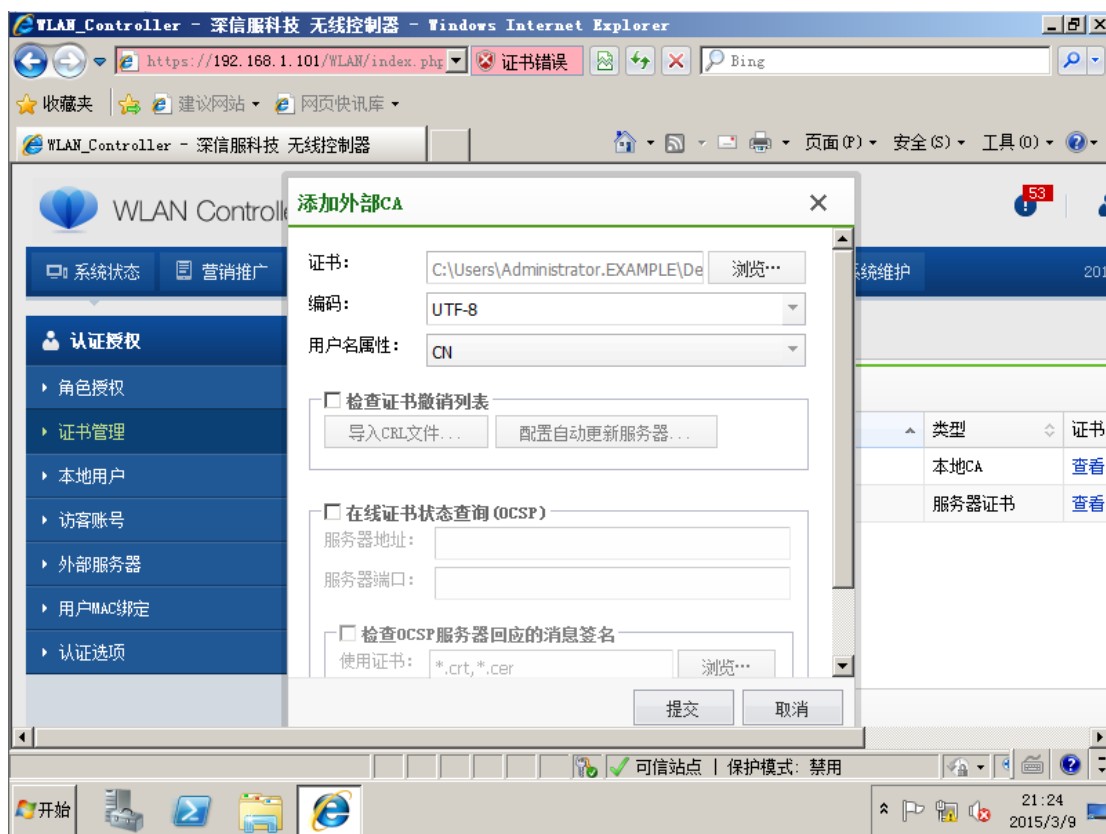 WLAN_Controller - 深信服科技 无线控制器 - Windows Internet Explorer
https://192.168.1.101/WLAN/index.php 证书错误 Bing
收藏夹 建议网站 网页快讯库
WLAN_Controller - 深信服科技 无线控制器 页面(P) 安全(S) 工具(O)
WLAN Controlle
53
系统状态 营销推广 系统维护 201
认证授权
角色授权
证书管理
本地用户
访客账号
外部服务器
用户MAC绑定
认证选项
添加外部CA
证书: C:\Users\Administrator.EXAMPLE\De 浏览…
编码: UTF-8
用户名属性: CN
检查证书撤销列表
导入CRL文件... 配置自动更新服务器...
在线证书状态查询(OCSP)
服务器地址:
服务器端口:
检查OCSP服务器回应的消息签名
使用证书: *.crt,*.cer 浏览…
提交 取消
类型 证书
本地CA 查看
服务器证书 查看
可信站点 | 保护模式: 禁用
开始
21:24
2015/3/9